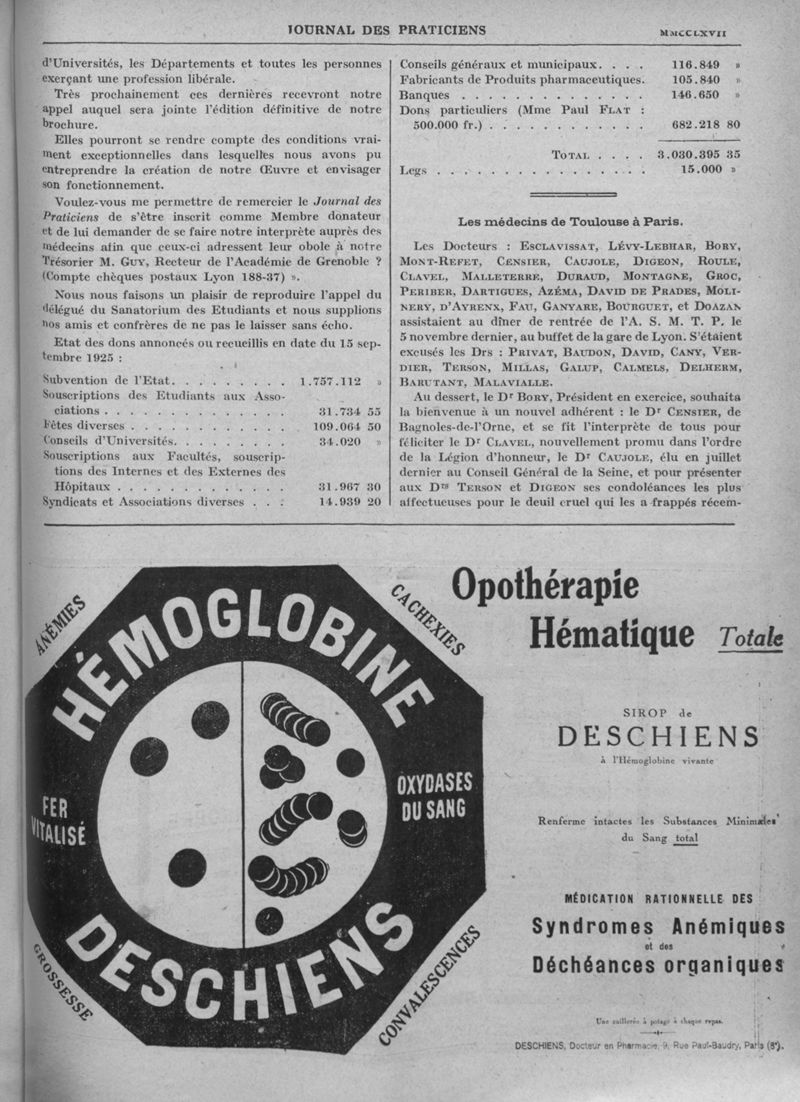 JOURNAL DES PRATICIENS
MMCCLXVII
d'Universités, les Départements et toutes les personnes
exerçant une profession libérale.
Très prochainement ces dernières recevront notre
appel auquel sera jointe l'édition définitive de notre
brochure.
Elles pourront se rendre compte des conditions vrai-
ment exceptionnelles dans lesquelles nous avons pu
entreprendre la création de notre Œuvre et envisager
son fonctionnement.
Voulez-vous me permettre de remercier le Journal des
Praticiens de s'être inscrit comme Membre donateur
et de lui demander de se faire notre interprète auprès des
médecins afin que ceux-ci adressent leur obole à notre
Trésorier M. GUY, Recteur de l'Académie de Grenoble ?
(Compte chèques postaux Lyon 188-37) ».
Nous nous faisons un plaisir de reproduire l'appel du
délégué du Sanatorium des Etudiants et nous supplions
nos amis et confrères de ne pas le laisser sans écho.
Etat des dons annoncés ou recueillis en date du 15 sep-
tembre 1925 :
Subvention de l'Etat. . . . . . . . . 1.757.112 »
Souscriptions des Etudiants aux Asso-
ciations . . . . . . . . . . . . . . 31.734 55
Fêtes diverses . . . . . . . . . . . . 109.064 50
Conseils d'Universités. . . . . . . . . 34.020 »
Souscriptions aux Facultés, souscrip-
tions des Internes et des Externes des
Hôpitaux . . . . . . . . . . . . . 31.967 30
Syndicats et Associations diverses . . . 14.939 20
Conseils généraux et municipaux. . . . 116.849 »
Fabricants de Produits pharmaceutiques. 105.840 »
Banques . . . . . . . . . . . . . . 146.650 »
Dons particuliers (Mme Paul FLAT :
500.000 fr.) . . . . . . . . . . . . 682.218 80
TOTAL . . . . 3.030.395 35
Legs . . . . . . . . . . . . . . . . 15.000 »
Les médecins de Toulouse à Paris.
Les Docteurs : ESCLAVISSAT, LÉVY-LEBHAR, BORY,
MONT-REFET, CENSIER, CAUJOLE, DIGEON, ROULE,
CLAVEL, MALLETERRE, DURAUD, MONTAGNE, GROC,
PERIBER, DARTIGUES, AZÉMA, DAVID DE PRADES, MOLI-
NERY, D'AYRENX, FAU, GANYARE, BOURGUET, et DOAZAN
assistaient au dîner de rentrée de l'A. S. M. T. P. le
5 novembre dernier, au buffet de la gare de Lyon. S'étaient
excusés les Drs : PRIVAT, BAUDON, DAVID, CANY, VER-
DIER, TERSON, MILLAS, GALUP, CALMELS, DELHERM,
BARUTANT, MALAVIALLE.
Au dessert, le Dr BORY, Président en exercice, souhaita
la bienvenue à un nouvel adhérent : le Dr CENSIER, de
Bagnoles-de-l'Orne, et se fit l'interprète de tous pour
féliciter le Dr CLAVEL, nouvellement promu dans l'ordre
de la Légion d'honneur, le Dr CAUJOLE, élu en juillet
dernier au Conseil Général de la Seine, et pour présenter
aux Drs TERSON et DIGEON ses condoléances les plus
affectueuses pour le deuil cruel qui les a frappés récem-
ANÉMIES
CACHEXIES
HÉMOGLOBINE
FER
VITALISÉ
OXYDASES
DU SANG
DESCHIENS
GROSSESSE
CONVALESCENCES
Opothérapie
Hématique Totale
SIROP de
DESCHIENS
à l'Hémoglobine vivante
Renferme intactes les Substances Minimales
du Sang total
MÉDICATION RATIONNELLE DES
Syndromes Anémiques
et des
Déchéances organiques
Une cuillerée à potage à chaque repas.
DESCHIENS, Docteur en Pharmacie, 9, Rue Paul-Baudry, Paris (8e).